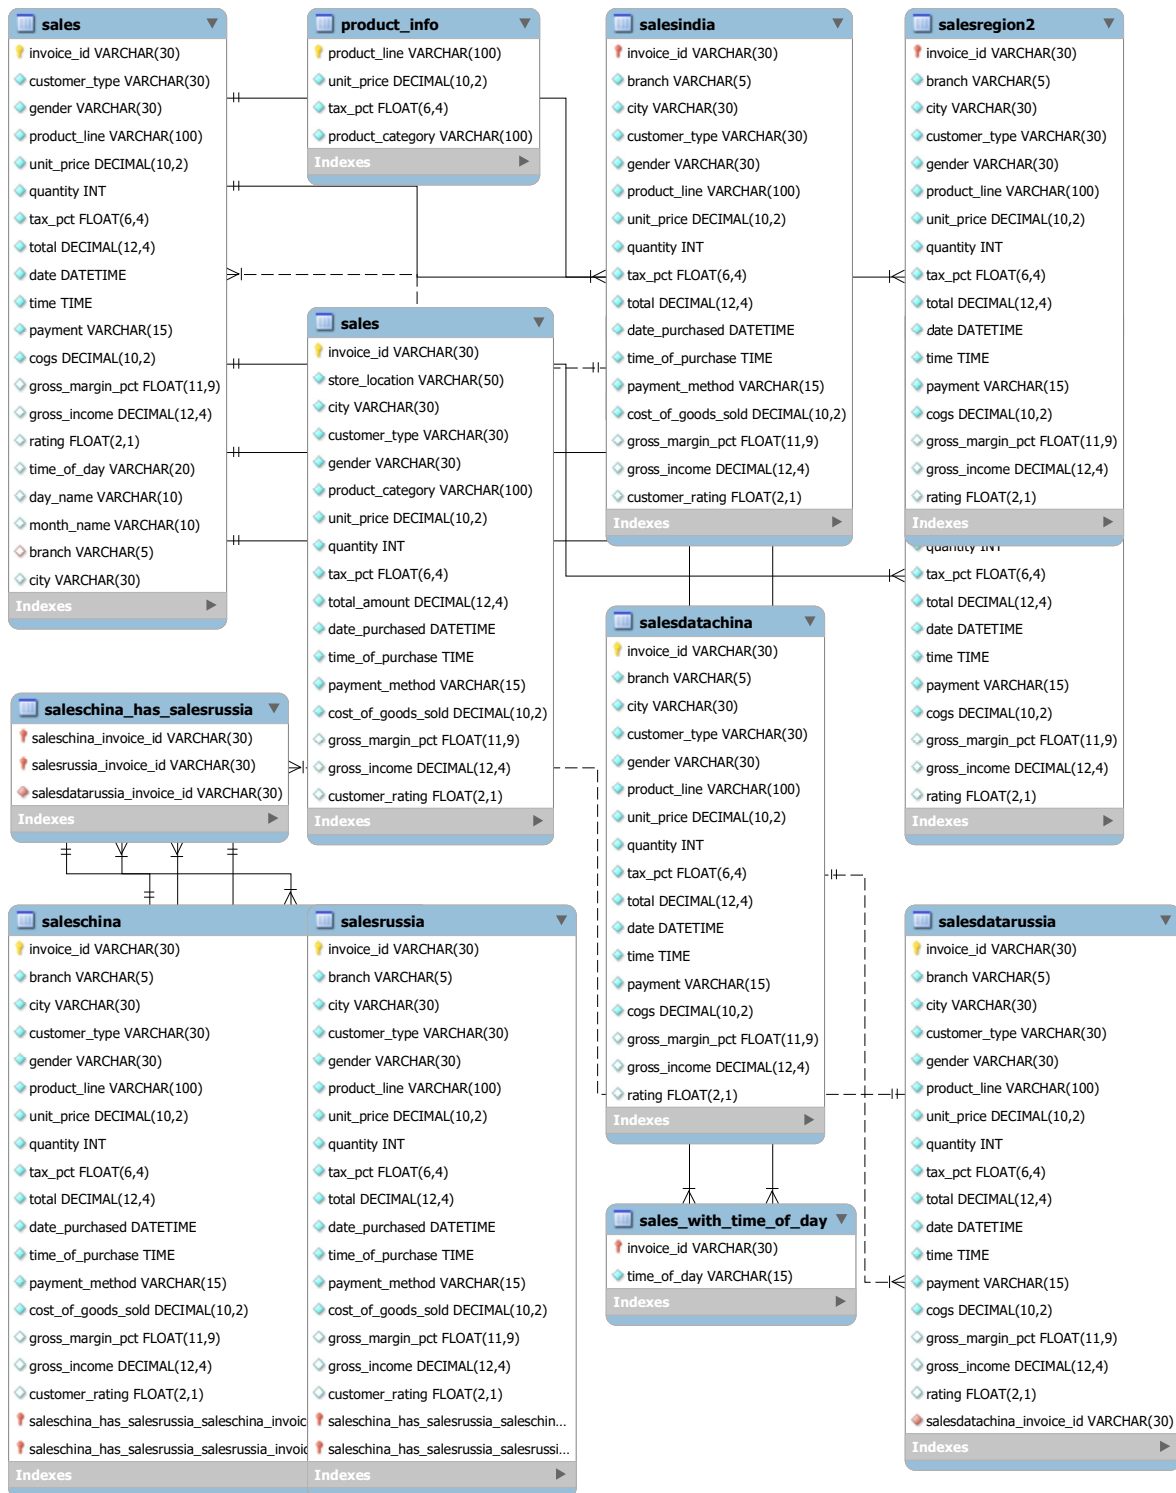 sales
invoice_id VARCHAR(30)
customer_type VARCHAR(30)
gender VARCHAR(30)
product_line VARCHAR(100)
unit_price DECIMAL(10,2)
quantity INT
tax_pct FLOAT(6,4)
total DECIMAL(12,4)
date DATETIME
time TIME
payment VARCHAR(15)
cogs DECIMAL(10,2)
gross_margin_pct FLOAT(11,9)
gross_income DECIMAL(12,4)
rating FLOAT(2,1)
time_of_day VARCHAR(20)
day_name VARCHAR(10)
month_name VARCHAR(10)
branch VARCHAR(5)
city VARCHAR(30)
Indexes
product_info
product_line VARCHAR(100)
unit_price DECIMAL(10,2)
tax_pct FLOAT(6,4)
product_category VARCHAR(100)
Indexes
salesindia
invoice_id VARCHAR(30)
branch VARCHAR(5)
city VARCHAR(30)
customer_type VARCHAR(30)
gender VARCHAR(30)
product_line VARCHAR(100)
unit_price DECIMAL(10,2)
quantity INT
tax_pct FLOAT(6,4)
total DECIMAL(12,4)
date_purchased DATETIME
time_of_purchase TIME
payment_method VARCHAR(15)
cost_of_goods_sold DECIMAL(10,2)
gross_margin_pct FLOAT(11,9)
gross_income DECIMAL(12,4)
customer_rating FLOAT(2,1)
Indexes
salesregion2
invoice_id VARCHAR(30)
branch VARCHAR(5)
city VARCHAR(30)
customer_type VARCHAR(30)
gender VARCHAR(30)
product_line VARCHAR(100)
unit_price DECIMAL(10,2)
quantity INT
tax_pct FLOAT(6,4)
total DECIMAL(12,4)
date DATETIME
time TIME
payment VARCHAR(15)
cogs DECIMAL(10,2)
gross_margin_pct FLOAT(11,9)
gross_income DECIMAL(12,4)
rating FLOAT(2,1)
Indexes
quantity INT
tax_pct FLOAT(6,4)
total DECIMAL(12,4)
date DATETIME
time TIME
payment VARCHAR(15)
cogs DECIMAL(10,2)
gross_margin_pct FLOAT(11,9)
gross_income DECIMAL(12,4)
rating FLOAT(2,1)
Indexes
sales
invoice_id VARCHAR(30)
store_location VARCHAR(50)
city VARCHAR(30)
customer_type VARCHAR(30)
gender VARCHAR(30)
product_category VARCHAR(100)
unit_price DECIMAL(10,2)
quantity INT
tax_pct FLOAT(6,4)
total_amount DECIMAL(12,4)
date_purchased DATETIME
time_of_purchase TIME
payment_method VARCHAR(15)
cost_of_goods_sold DECIMAL(10,2)
gross_margin_pct FLOAT(11,9)
gross_income DECIMAL(12,4)
customer_rating FLOAT(2,1)
Indexes
saleschina_has_salesrussia
saleschina_invoice_id VARCHAR(30)
salesrussia_invoice_id VARCHAR(30)
salesdatarussia_invoice_id VARCHAR(30)
Indexes
salesdatachina
invoice_id VARCHAR(30)
branch VARCHAR(5)
city VARCHAR(30)
customer_type VARCHAR(30)
gender VARCHAR(30)
product_line VARCHAR(100)
unit_price DECIMAL(10,2)
quantity INT
tax_pct FLOAT(6,4)
total DECIMAL(12,4)
date DATETIME
time TIME
payment VARCHAR(15)
cogs DECIMAL(10,2)
gross_margin_pct FLOAT(11,9)
gross_income DECIMAL(12,4)
rating FLOAT(2,1)
Indexes
saleschina
invoice_id VARCHAR(30)
branch VARCHAR(5)
city VARCHAR(30)
customer_type VARCHAR(30)
gender VARCHAR(30)
product_line VARCHAR(100)
unit_price DECIMAL(10,2)
quantity INT
tax_pct FLOAT(6,4)
total DECIMAL(12,4)
date_purchased DATETIME
time_of_purchase TIME
payment_method VARCHAR(15)
cost_of_goods_sold DECIMAL(10,2)
gross_margin_pct FLOAT(11,9)
gross_income DECIMAL(12,4)
customer_rating FLOAT(2,1)
saleschina_has_salesrussia_saleschina_invoic
saleschina_has_salesrussia_salesrussia_invoic
Indexes
salesrussia
invoice_id VARCHAR(30)
branch VARCHAR(5)
city VARCHAR(30)
customer_type VARCHAR(30)
gender VARCHAR(30)
product_line VARCHAR(100)
unit_price DECIMAL(10,2)
quantity INT
tax_pct FLOAT(6,4)
total DECIMAL(12,4)
date_purchased DATETIME
time_of_purchase TIME
payment_method VARCHAR(15)
cost_of_goods_sold DECIMAL(10,2)
gross_margin_pct FLOAT(11,9)
gross_income DECIMAL(12,4)
customer_rating FLOAT(2,1)
saleschina_has_salesrussia_saleschin...
saleschina_has_salesrussia_salesrussi...
Indexes
sales_with_time_of_day
invoice_id VARCHAR(30)
time_of_day VARCHAR(15)
Indexes
salesdatarussia
invoice_id VARCHAR(30)
branch VARCHAR(5)
city VARCHAR(30)
customer_type VARCHAR(30)
gender VARCHAR(30)
product_line VARCHAR(100)
unit_price DECIMAL(10,2)
quantity INT
tax_pct FLOAT(6,4)
total DECIMAL(12,4)
date DATETIME
time TIME
payment VARCHAR(15)
cogs DECIMAL(10,2)
gross_margin_pct FLOAT(11,9)
gross_income DECIMAL(12,4)
rating FLOAT(2,1)
salesdatachina_invoice_id VARCHAR(30)
Indexes